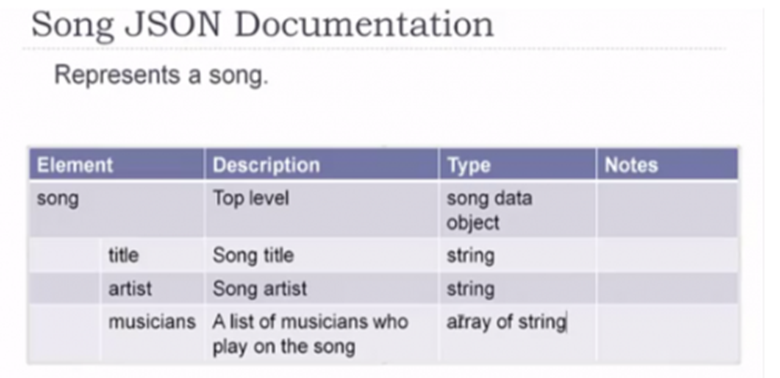 Song JSON Documentation
Represents a song.
Element Description Type Notes
song Top level song data
object
title Song title string
artist Song artist string
musicians A list of musicians who array of string
play on the song